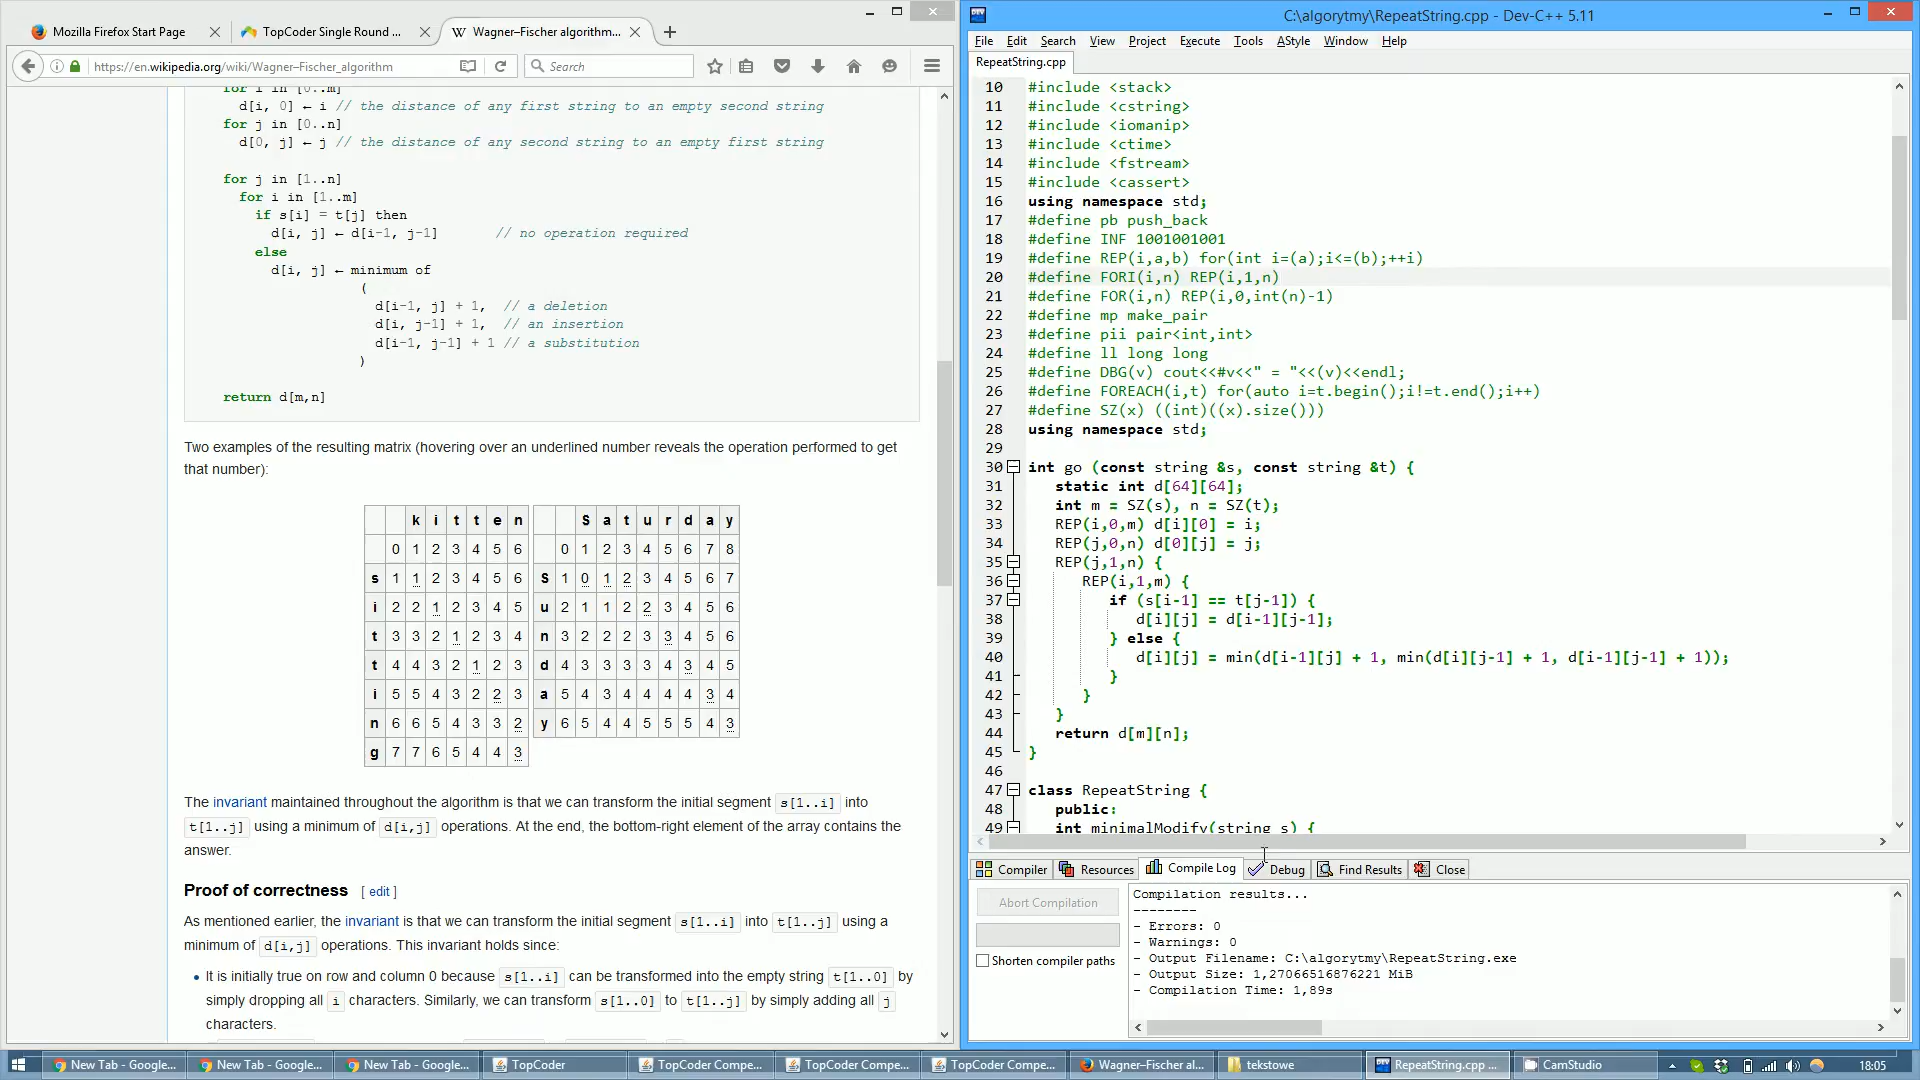 Mozilla Firefox Start Page
TopCoder Single Round ...
Wagner–Fischer algorithm...
https://en.wikipedia.org/wiki/Wagner–Fischer_algorithm
Search
for i in [0..m]
d[i, 0] ← i // the distance of any first string to an empty second string
for j in [0..n]
d[0, j] ← j // the distance of any second string to an empty first string
for j in [1..n]
for i in [1..m]
if s[i] = t[j] then
d[i, j] ← d[i-1, j-1] // no operation required
else
d[i, j] ← minimum of
(
d[i-1, j] + 1, // a deletion
d[i, j-1] + 1, // an insertion
d[i-1, j-1] + 1 // a substitution
)
return d[m,n]
Two examples of the resulting matrix (hovering over an underlined number reveals the operation performed to get
that number):
k i t t e n
0 1 2 3 4 5 6
s 1 1 2 3 4 5 6
i 2 2 1 2 3 4 5
t 3 3 2 1 2 3 4
t 4 4 3 2 1 2 3
i 5 5 4 3 2 2 3
n 6 6 5 4 3 3 2
g 7 7 6 5 4 4 3
S a t u r d a y
0 1 2 3 4 5 6 7 8
S 1 0 1 2 3 4 5 6 7
u 2 1 1 2 2 3 4 5 6
n 3 2 2 2 3 3 4 5 6
d 4 3 3 3 3 4 3 4 5
a 5 4 3 4 4 4 4 3 4
y 6 5 4 4 5 5 5 4 3
The invariant maintained throughout the algorithm is that we can transform the initial segment s[1..i] into
t[1..j] using a minimum of d[i,j] operations. At the end, the bottom-right element of the array contains the
answer.
Proof of correctness [ edit ]
As mentioned earlier, the invariant is that we can transform the initial segment s[1..i] into t[1..j] using a
minimum of d[i,j] operations. This invariant holds since:
• It is initially true on row and column 0 because s[1..i] can be transformed into the empty string t[1..0] by
simply dropping all i characters. Similarly, we can transform s[1..0] to t[1..j] by simply adding all j
characters.
C:\algorytmy\RepeatString.cpp - Dev-C++ 5.11
File Edit Search View Project Execute Tools AStyle Window Help
RepeatString.cpp
10 #include <stack>
11 #include <cstring>
12 #include <iomanip>
13 #include <ctime>
14 #include <fstream>
15 #include <cassert>
16 using namespace std;
17 #define pb push_back
18 #define INF 1001001001
19 #define REP(i,a,b) for(int i=(a);i<=(b);++i)
20 #define FORI(i,n) REP(i,1,n)
21 #define FOR(i,n) REP(i,0,int(n)-1)
22 #define mp make_pair
23 #define pii pair<int,int>
24 #define ll long long
25 #define DBG(v) cout<<#v<<" = "<<(v)<<endl;
26 #define FOREACH(i,t) for(auto i=t.begin();i!=t.end();i++)
27 #define SZ(x) ((int)((x).size()))
28 using namespace std;
29
30 int go (const string &s, const string &t) {
31 static int d[64][64];
32 int m = SZ(s), n = SZ(t);
33 REP(i,0,m) d[i][0] = i;
34 REP(j,0,n) d[0][j] = j;
35 REP(j,1,n) {
36 REP(i,1,m) {
37 if (s[i-1] == t[j-1]) {
38 d[i][j] = d[i-1][j-1];
39 } else {
40 d[i][j] = min(d[i-1][j] + 1, min(d[i][j-1] + 1, d[i-1][j-1] + 1));
41 }
42 }
43 }
44 return d[m][n];
45 }
46
47 class RepeatString {
48 public:
49 int minimalModify(string s) {
Compiler Resources Compile Log Debug Find Results Close
Abort Compilation
Shorten compiler paths
Compilation results...
--------
- Errors: 0
- Warnings: 0
- Output Filename: C:\algorytmy\RepeatString.exe
- Output Size: 1,27066516876221 MiB
- Compilation Time: 1,89s
New Tab - Google...
New Tab - Google...
New Tab - Google...
TopCoder
TopCoder Compe...
TopCoder Compe...
TopCoder Compe...
Wagner–Fischer al...
tekstowe
RepeatString.cpp ...
CamStudio
18:05